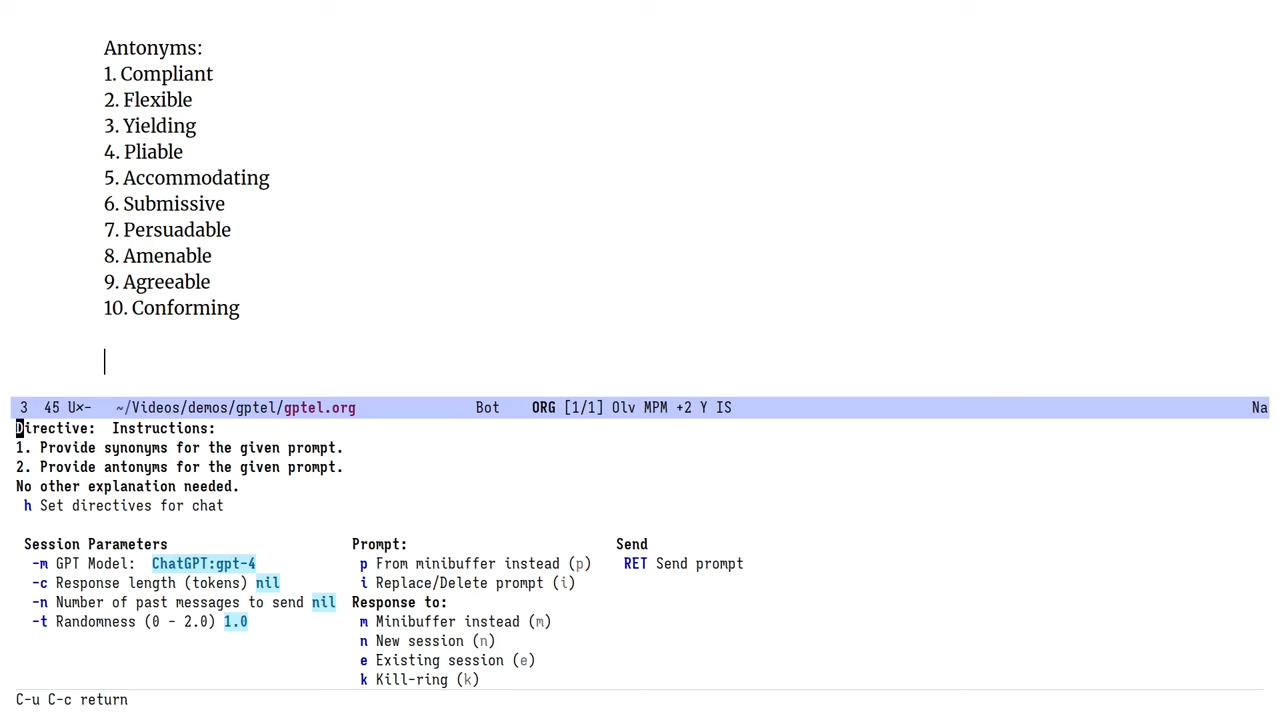 Antonyms:
1. Compliant
2. Flexible
3. Yielding
4. Pliable
5. Accommodating
6. Submissive
7. Persuadable
8. Amenable
9. Agreeable
10. Conforming
3 45 U×- ~/Videos/demos/gptel/gptel.org Bot ORG [1/1] Olv MPM +2 Y IS Na
Directive: Instructions:
1. Provide synonyms for the given prompt.
2. Provide antonyms for the given prompt.
No other explanation needed.
h Set directives for chat
Session Parameters
-m GPT Model: ChatGPT:gpt-4
-c Response length (tokens) nil
-n Number of past messages to send nil
-t Randomness (0 - 2.0) 1.0
Prompt:
p From minibuffer instead (p)
i Replace/Delete prompt (i)
Response to:
m Minibuffer instead (m)
n New session (n)
e Existing session (e)
k Kill-ring (k)
Send
RET Send prompt
C-u C-c return